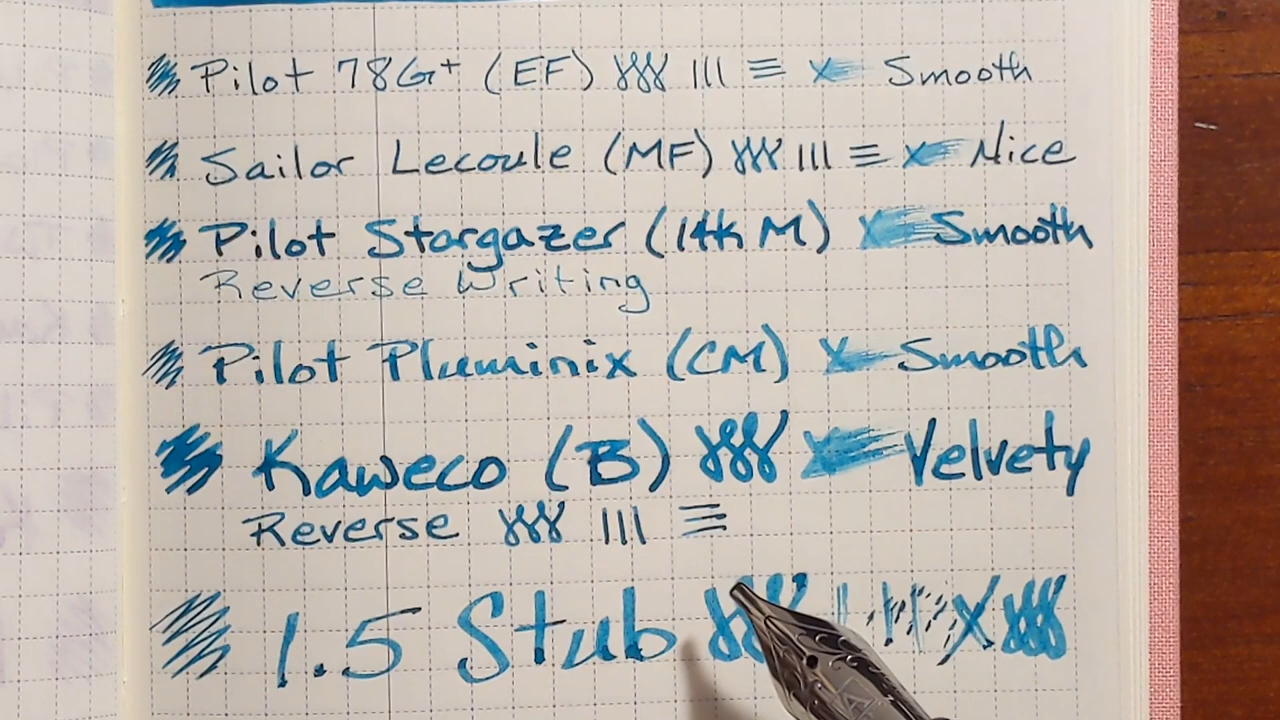 Pilot 78G+ (EF) Smooth
Sailor Lecoule (MF) Nice
Pilot Stargazer (14k M) Smooth
Reverse Writing
Pilot Pluminix (CM) Smooth
Kaweco (B) Velvety
Reverse
1.5 Stub